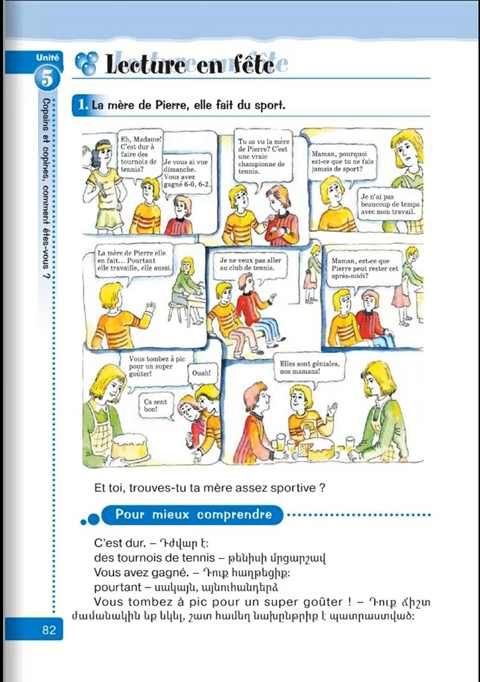 Unité
5
Copains et copines, comment êtes-vous ?
Lecture en fête
1. La mère de Pierre, elle fait du sport.
Eh, Madame!
C'est dur à
faire des
tournois de
tennis?
Je vous ai vue
dimanche.
Vous avez
gagné 6-0, 6-2.
Tu as vu la mère
de Pierre? C'est
une vraie
championne de
tennis.
Maman, pourquoi
est-ce que tu ne fais
jamais de sport?
Je n'ai pas
beaucoup de temps
avec mon travail.
La mère de Pierre elle
en fait... Pourtant
elle travaille, elle aussi.
Je ne veux pas aller
au club de tennis.
Maman, est-ce que
Pierre peut rester cet
après-midi?
Vous tombez à pic
pour un super
goûter!
Ouah!
Ça sent
bon!
Elles sont géniales,
nos mamans!
Et toi, trouves-tu ta mère assez sportive ?
Pour mieux comprendre
C'est dur. – Դժվար է:
des tournois de tennis – թենիսի մրցարշավ
Vous avez gagné. – Դուք հաղթեցիք:
pourtant – սակայն, այնուհանդերձ
Vous tombez à pic pour un super goûter ! – Դուք ճիշտ
ժամանակին եք եկել, շատ համեղ նախընթրիք է պատրաստված:
82